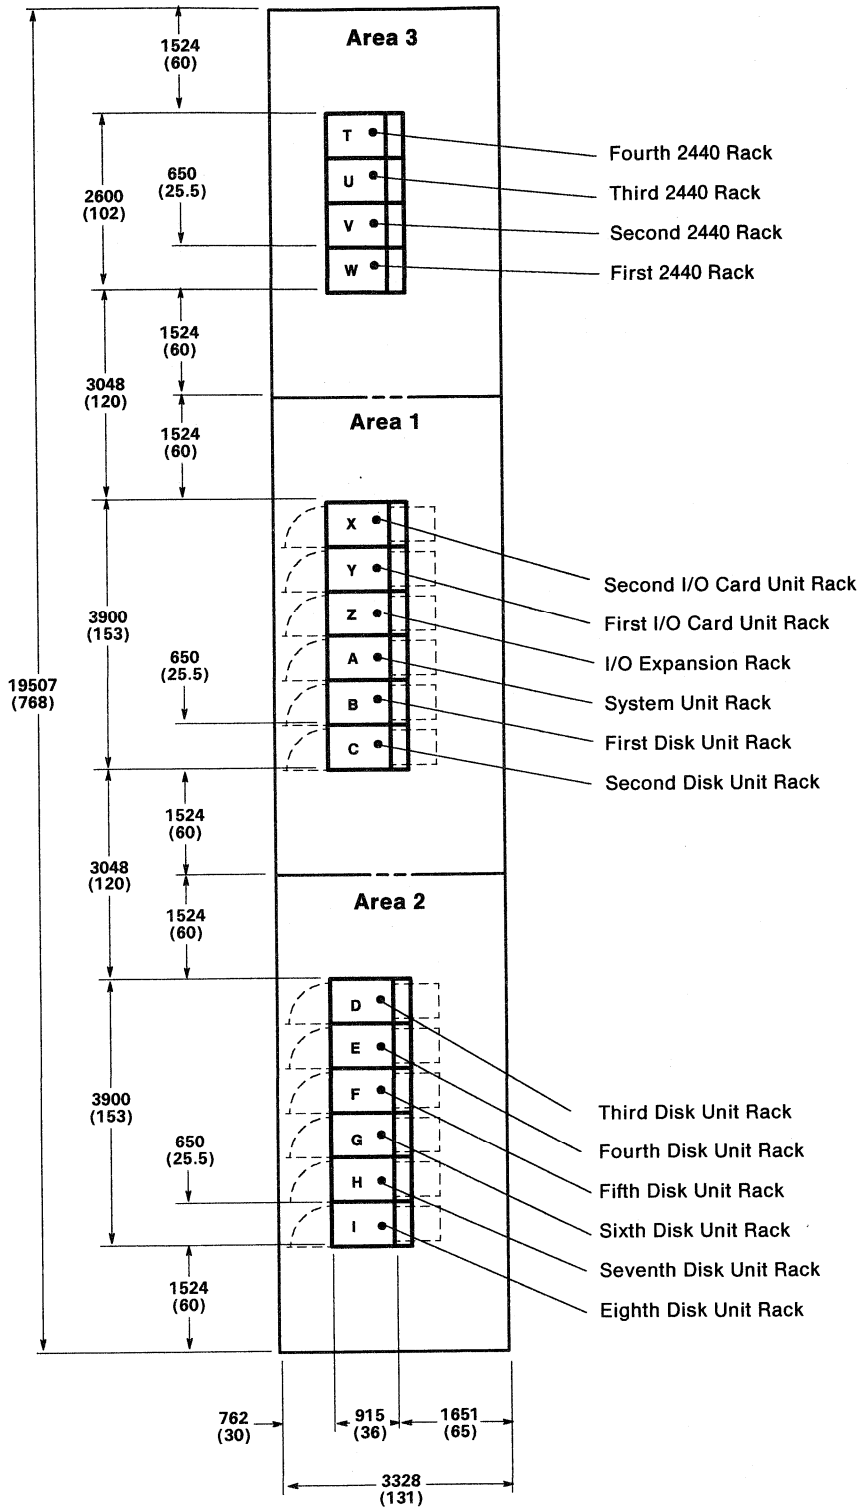 Area 3
1524
(60)
T
Fourth 2440 Rack
650
(25.5)
U
Third 2440 Rack
2600
(102)
V
Second 2440 Rack
W
First 2440 Rack
1524
(60)
3048
(120)
Area 1
1524
(60)
X
Second I/O Card Unit Rack
Y
First I/O Card Unit Rack
3900
(153)
Z
I/O Expansion Rack
650
(25.5)
A
System Unit Rack
19507
(768)
B
First Disk Unit Rack
C
Second Disk Unit Rack
1524
(60)
3048
(120)
Area 2
1524
(60)
D
Third Disk Unit Rack
E
Fourth Disk Unit Rack
3900
(153)
F
Fifth Disk Unit Rack
650
(25.5)
G
Sixth Disk Unit Rack
H
Seventh Disk Unit Rack
I
Eighth Disk Unit Rack
1524
(60)
762
(30)
915
(36)
1651
(65)
3328
(131)